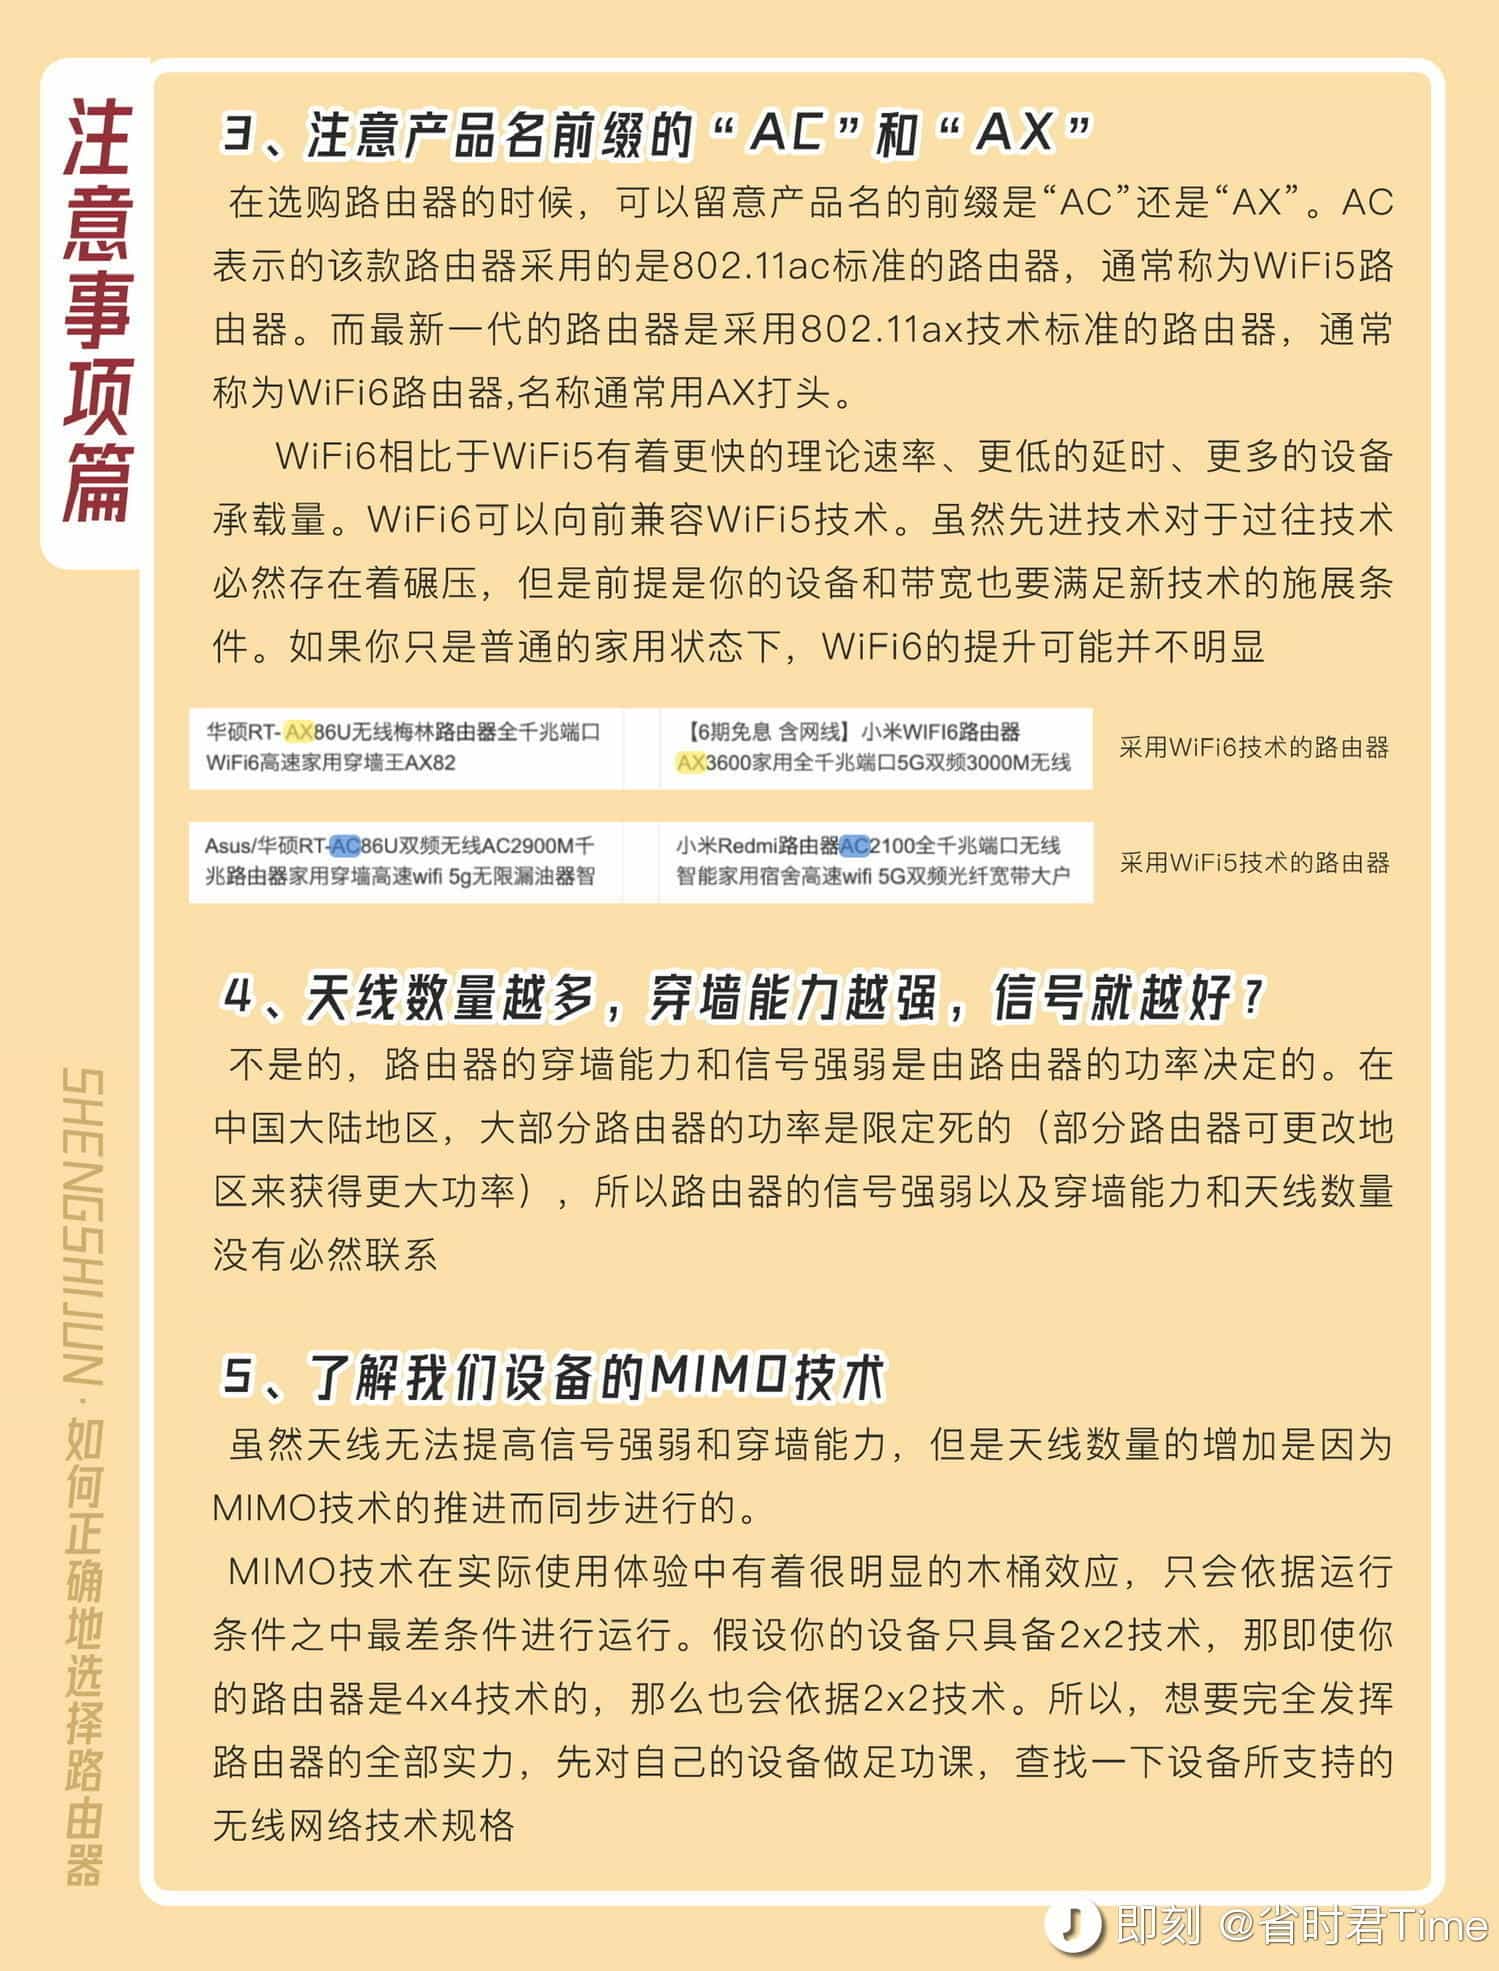 注意事项篇
3、注意产品名前缀的“AC”和“AX”
在选购路由器的时候，可以留意产品名的前缀是“AC”还是“AX”。AC
表示的该款路由器采用的是802.11ac标准的路由器，通常称为WiFi5路
由器。而最新一代的路由器是采用802.11ax技术标准的路由器，通常
称为WiFi6路由器,名称通常用AX打头。
WiFi6相比于WiFi5有着更快的理论速率、更低的延时、更多的设备
承载量。WiFi6可以向前兼容WiFi5技术。虽然先进技术对于过往技术
必然存在着碾压，但是前提是你的设备和带宽也要满足新技术的施展条
件。如果你只是普通的家用状态下，WiFi6的提升可能并不明显
华硕RT-AX86U无线梅林路由器全千兆端口
WiFi6高速家用穿墙王AX82
【6期免息 含网线】小米WIFI6路由器
AX3600家用全千兆端口5G双频3000M无线
采用WiFi6技术的路由器
Asus/华硕RT-AC86U双频无线AC2900M千
兆路由器家用穿墙高速wifi 5g无限漏油器智
小米Redmi路由器AC2100全千兆端口无线
智能家用宿舍高速wifi 5G双频光纤宽带大户
采用WiFi5技术的路由器
4、天线数量越多，穿墙能力越强，信号就越好？
不是的，路由器的穿墙能力和信号强弱是由路由器的功率决定的。在
中国大陆地区，大部分路由器的功率是限定死的（部分路由器可更改地
区来获得更大功率），所以路由器的信号强弱以及穿墙能力和天线数量
没有必然联系
5、了解我们设备的MIMO技术
虽然天线无法提高信号强弱和穿墙能力，但是天线数量的增加是因为
MIMO技术的推进而同步进行的。
MIMO技术在实际使用体验中有着很明显的木桶效应，只会依据运行
条件之中最差条件进行运行。假设你的设备只具备2x2技术，那即使你
的路由器是4x4技术的，那么也会依据2x2技术。所以，想要完全发挥
路由器的全部实力，先对自己的设备做足功课，查找一下设备所支持的
无线网络技术规格
SHENGSHIJUN·如何正确地选择路由器
即刻 @省时君Time